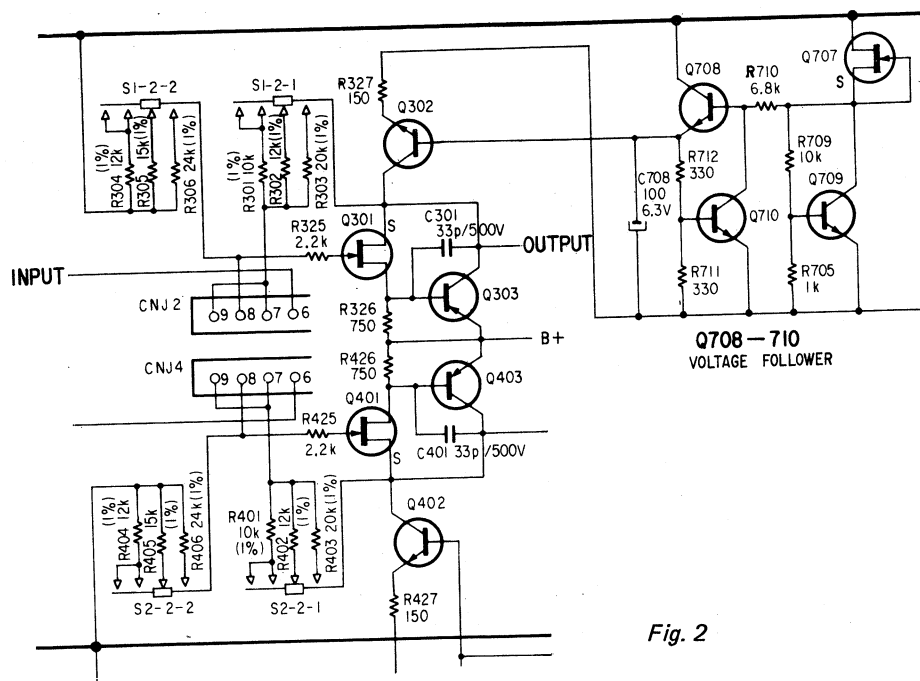 S1-2-2
S1-2-1
(1%)
R304 12k
R305 15k(1%)
R306 24k(1%)
(1%)
R301 10k
R302 12k(1%)
R303 20k(1%)
R327
150
Q302
Q708
R710
6.8k
Q707
S
R709
10k
Q709
R712
330
C708
100
6.3V
Q710
R711
330
R705
1k
R325
2.2k
Q301
S
C301
33p/500V
OUTPUT
INPUT
Q303
CNJ2
9 8 7 6
R326
750
B+
Q708—710
VOLTAGE FOLLOWER
CNJ4
9 8 7 6
R426
750
Q403
Q401
R425
2.2k
S
C401 33p/500V
(1%)
R404 12k
R405 15k
(1%)
R406 24k(1%)
R401
10k
(1%)
R402 12k
(1%)
R403 20k(1%)
Q402
S2-2-2
S2-2-1
R427
150
Fig. 2